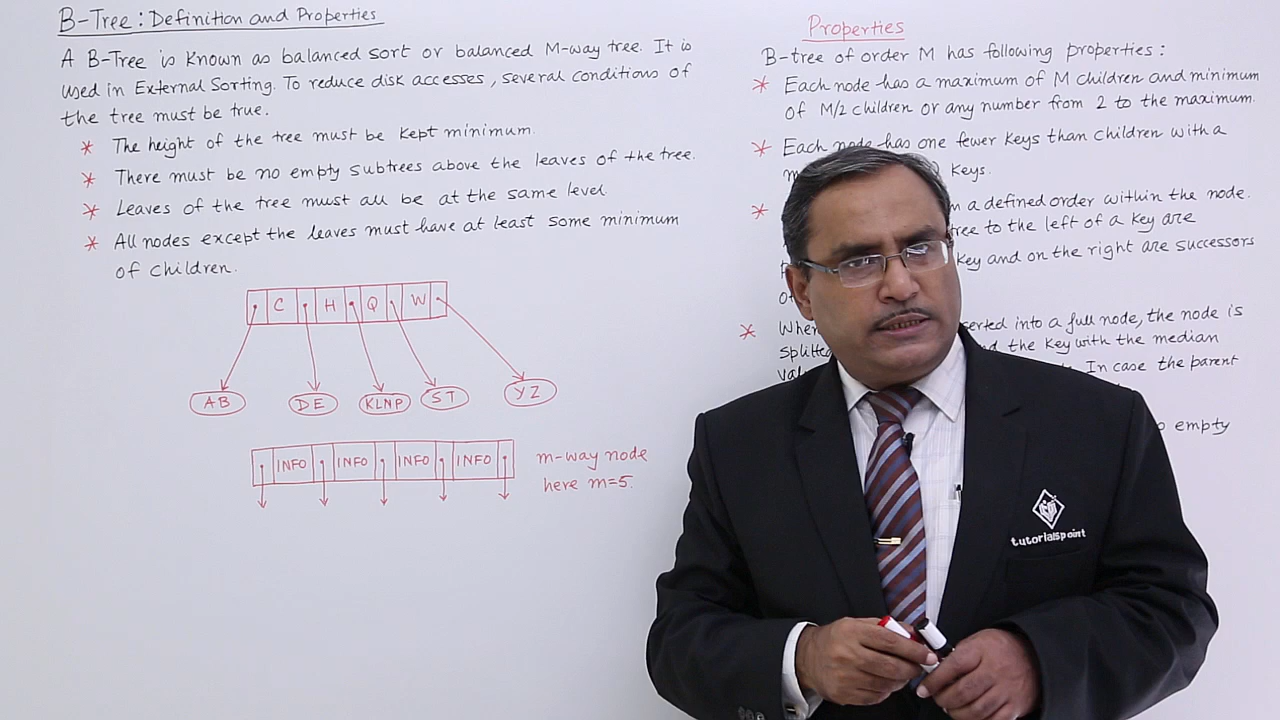 B-Tree : Definition and Properties
A B-Tree is known as balanced sort or balanced M-way tree. It is
used in External Sorting. To reduce disk accesses, several conditions of
the tree must be true.
* The height of the tree must be kept minimum.
* There must be no empty subtrees above the leaves of the tree.
* Leaves of the tree must all be at the same level
* All nodes except the leaves must have at least some minimum
of children.
C H Q W
AB DE KLNP ST YZ
INFO INFO INFO INFO
m-way node
here m=5.
Properties
B-tree of order M has following properties :
* Each node has a maximum of M children and minimum
of M/2 children or any number from 2 to the maximum.
* Each node has one fewer keys than children with a
keys.
* a defined order within the node.
to the left of a key are
key and on the right are successors
* into a full node, the node is
the key with the median
In case the parent
empty
tutorialspoint